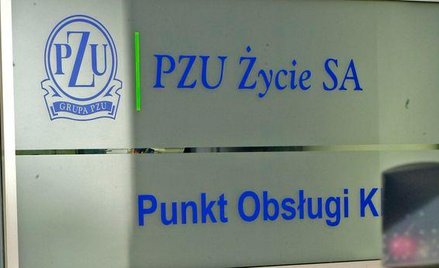 PZU
GRUPA PZU
PZU Życie SA
Punkt Obsługi K